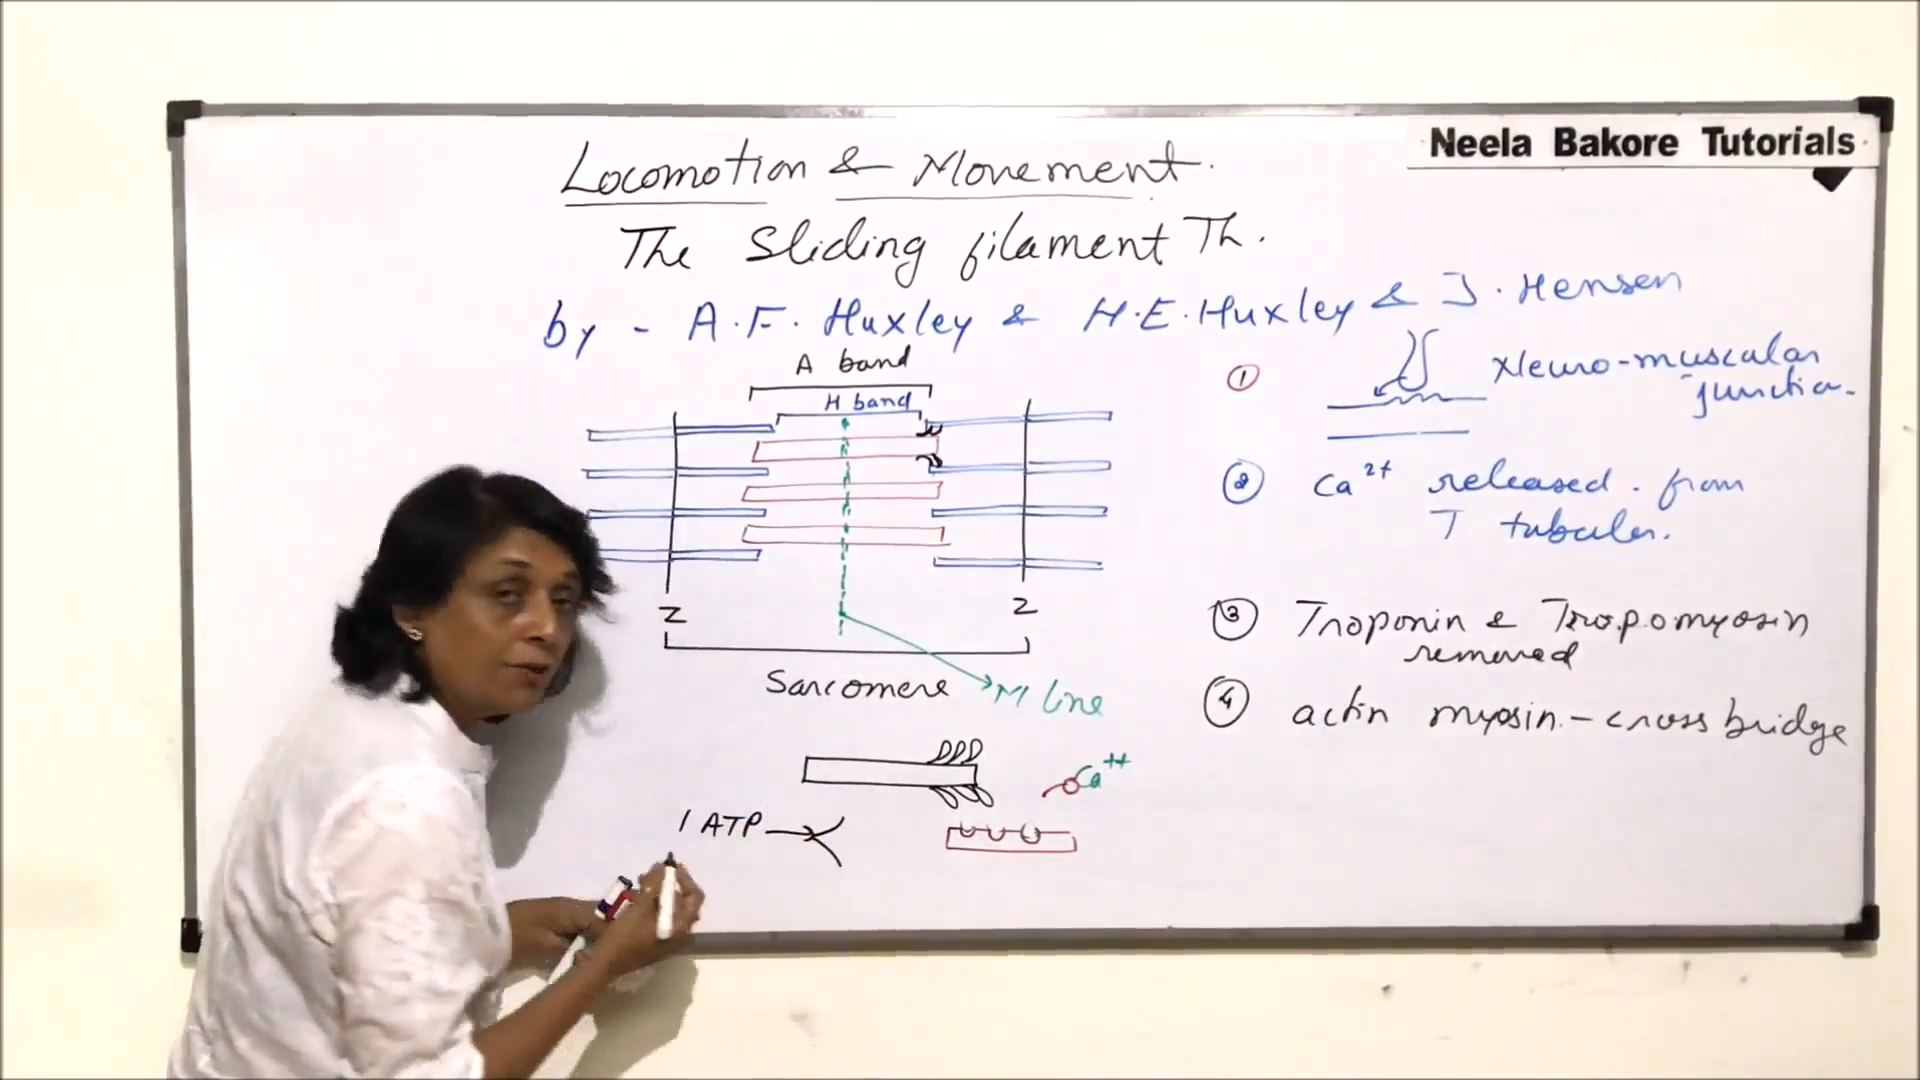 Neela Bakore Tutorials
Locomotion & Movement.
The Sliding filament Th.
by - A.F. Huxley & H.E. Huxley & J. Hensen
A band
H band
Z
Z
Sarcomere
M line
1 ATP
Ca++
① Neuro-muscular
junction.
② Ca2+ released. from
T tubules.
③ Troponin & Tropomyosin
removed
④ actin myosin - cross bridge